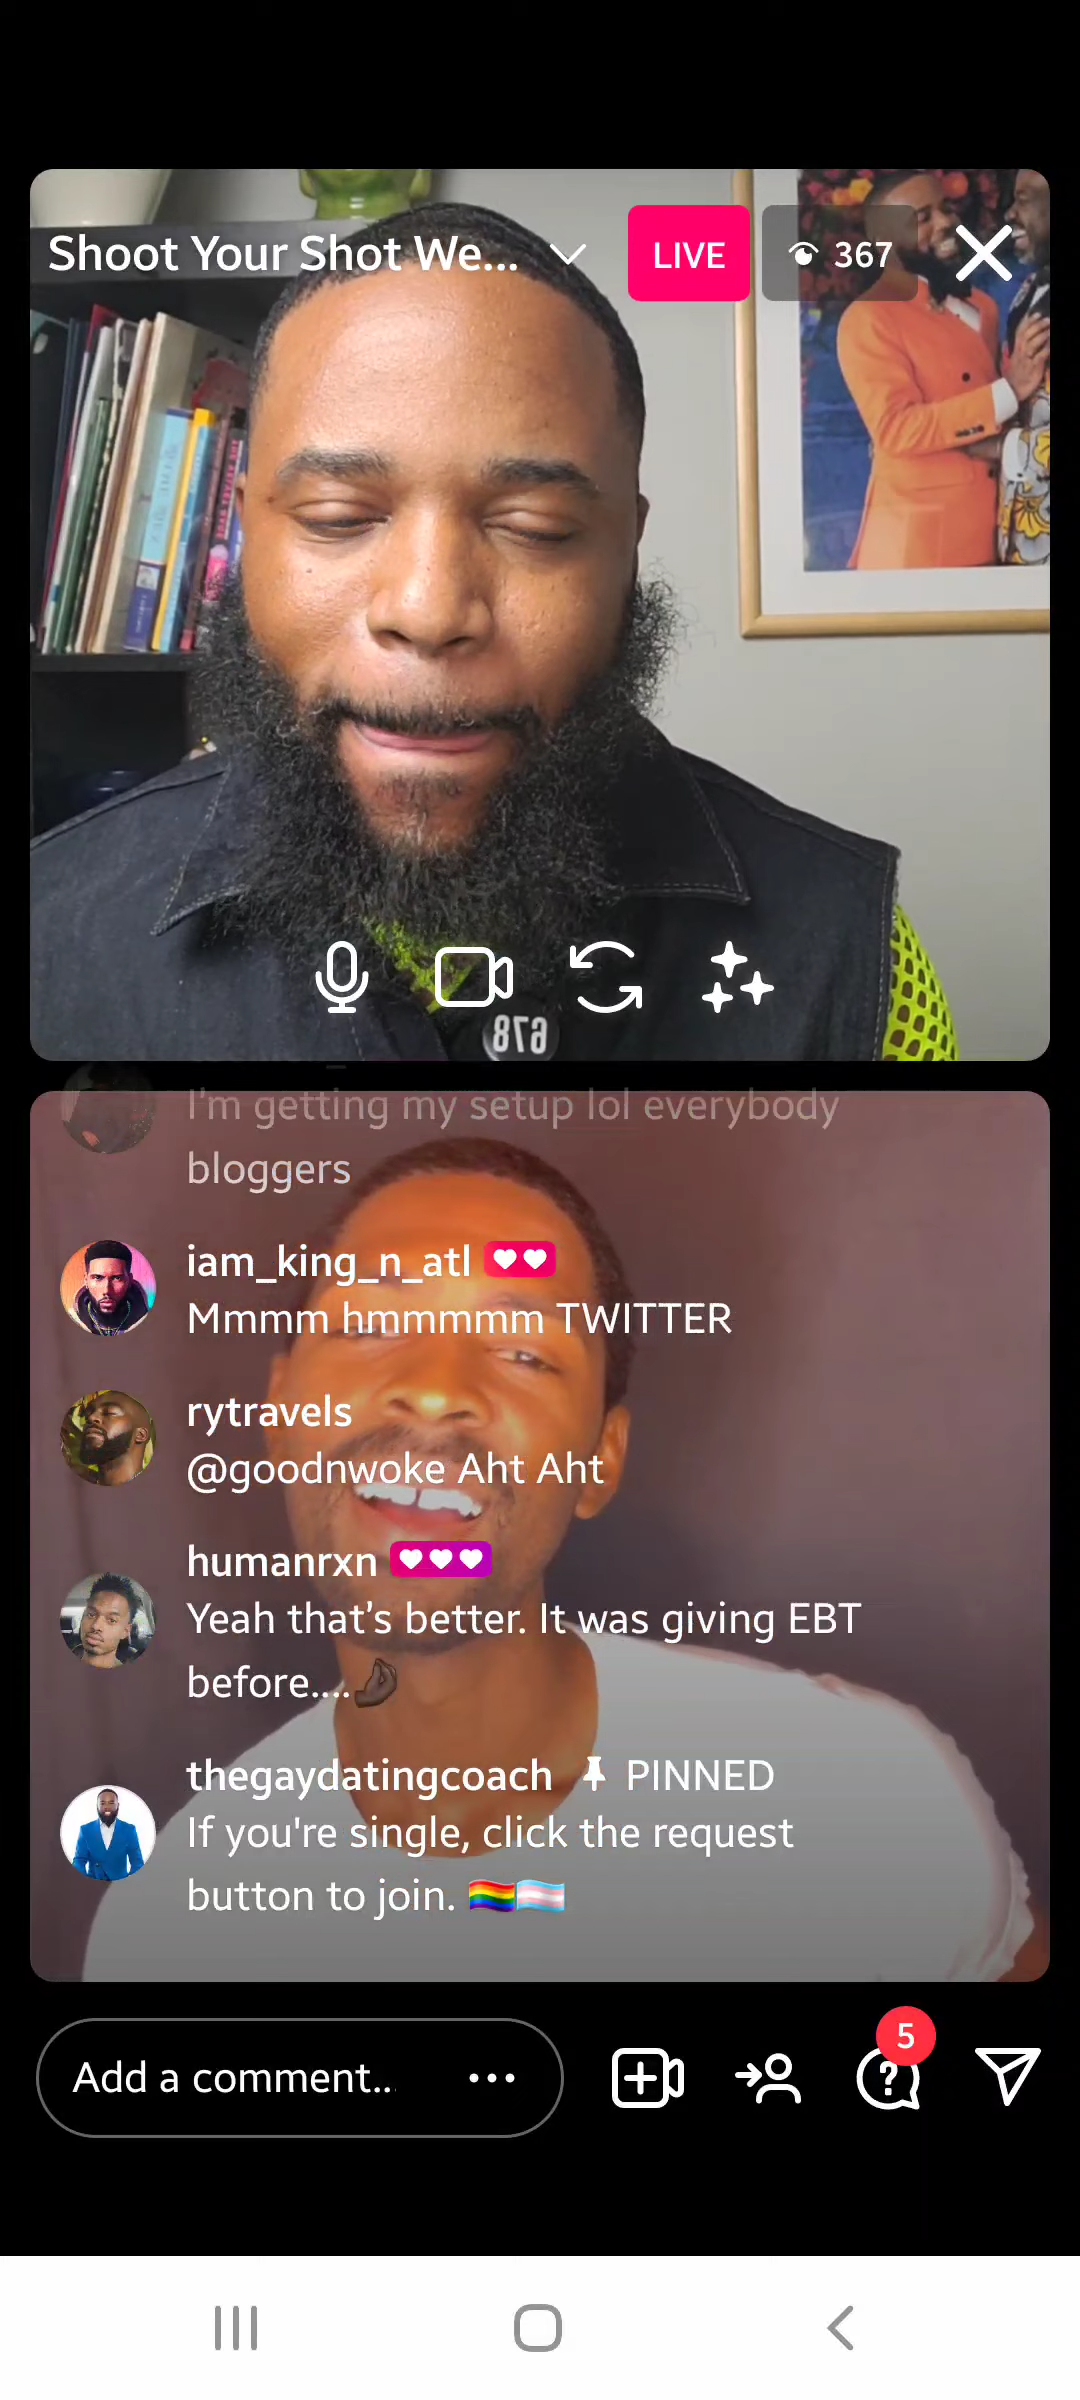 Shoot Your Shot We...
LIVE
367
678
I'm getting my setup lol everybody
bloggers
iam_king_n_atl
Mmmm hmmmmm TWITTER
rytravels
@goodnwoke Aht Aht
humanrxn
Yeah that’s better. It was giving EBT
before....🤌🏿
thegaydatingcoach PINNED
If you're single, click the request
button to join. 🏳️‍🌈🏳️‍⚧️
Add a comment...
5